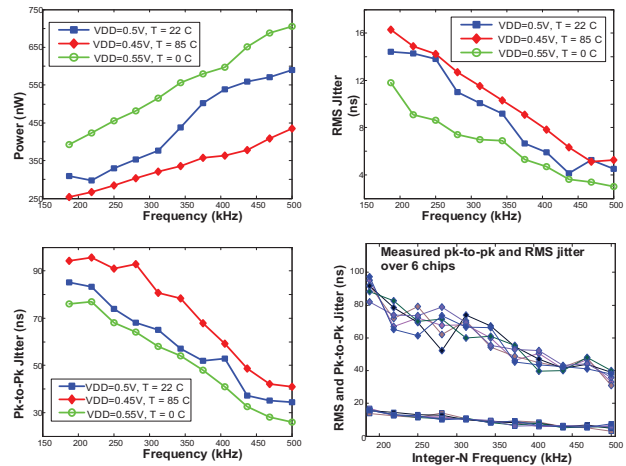 750
650
550
450
350
250
Power
(nW)
VDD=0.5V, T = 22 C
VDD=0.45V, T = 85 C
VDD=0.55V, T = 0 C
150 200 250 300 350 400 450 500
Frequency (kHz)
16
12
8
4
RMS Jitter
(ns)
VDD=0.5V, T = 22 C
VDD=0.45V, T = 85 C
VDD=0.55V, T = 0 C
150 200 250 300 350 400 450 500
Frequency (kHz)
90
70
50
30
Pk-to-Pk Jitter (ns)
VDD=0.5V, T = 22 C
VDD=0.45V, T = 85 C
VDD=0.55V, T = 0 C
150 200 250 300 350 400 450 500
Frequency (kHz)
100
80
60
40
20
0
RMS and Pk-to-Pk Jitter (ns)
Measured pk-to-pk and RMS jitter
over 6 chips
200 250 300 350 400 450 500
Integer-N Frequency (kHz)